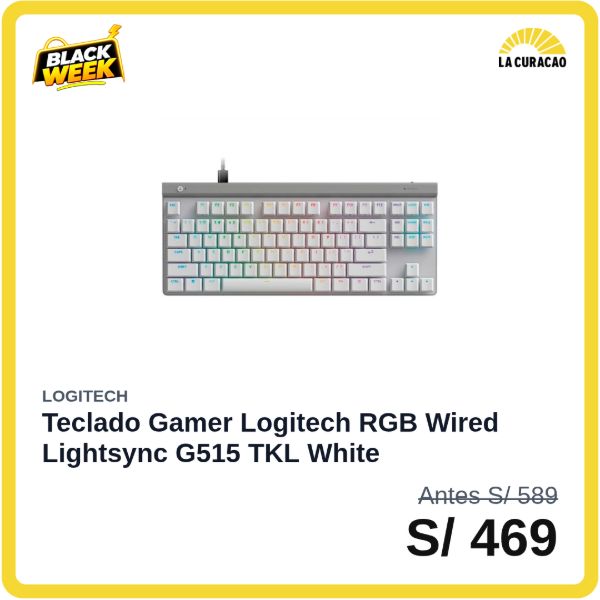 BLACK
WEEK
LA CURACAO
LOGITECH
Teclado Gamer Logitech RGB Wired
Lightsync G515 TKL White
Antes S/ 589
S/ 469